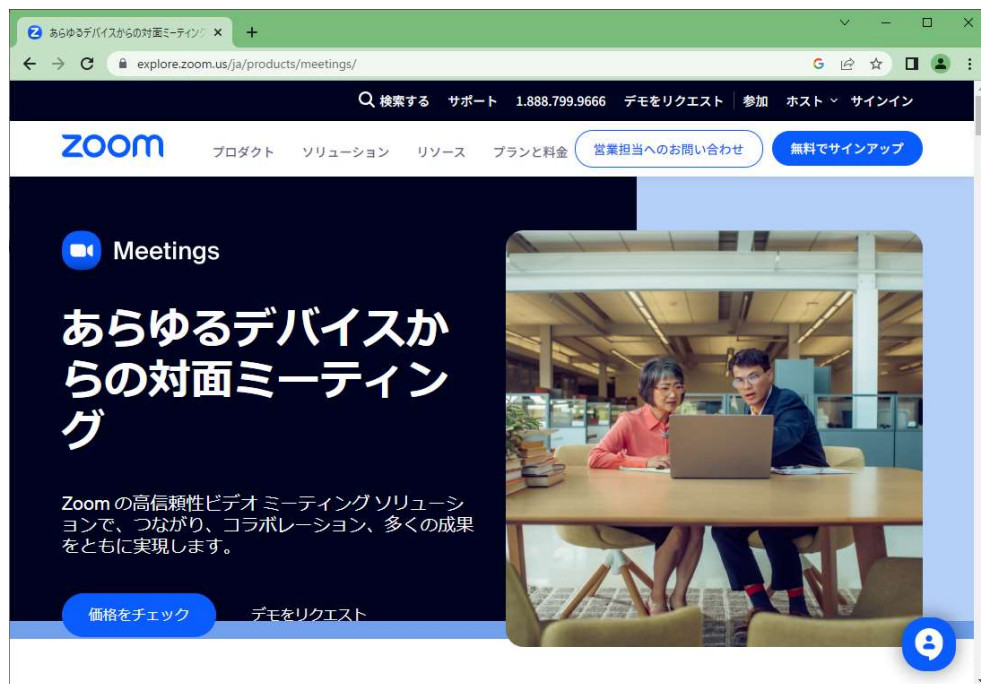 あらゆるデバイスからの対面ミーティング
explore.zoom.us/ja/products/meetings/
検索する サポート 1.888.799.9666 デモをリクエスト 参加 ホスト サインイン
zoom プロダクト ソリューション リソース プランと料金 営業担当へのお問い合わせ 無料でサインアップ
Meetings
あらゆるデバイスか
らの対面ミーティン
グ
Zoom の高信頼性ビデオ ミーティング ソリューシ
ョンで、つながり、コラボレーション、多くの成果
をともに実現します。
価格をチェック デモをリクエスト